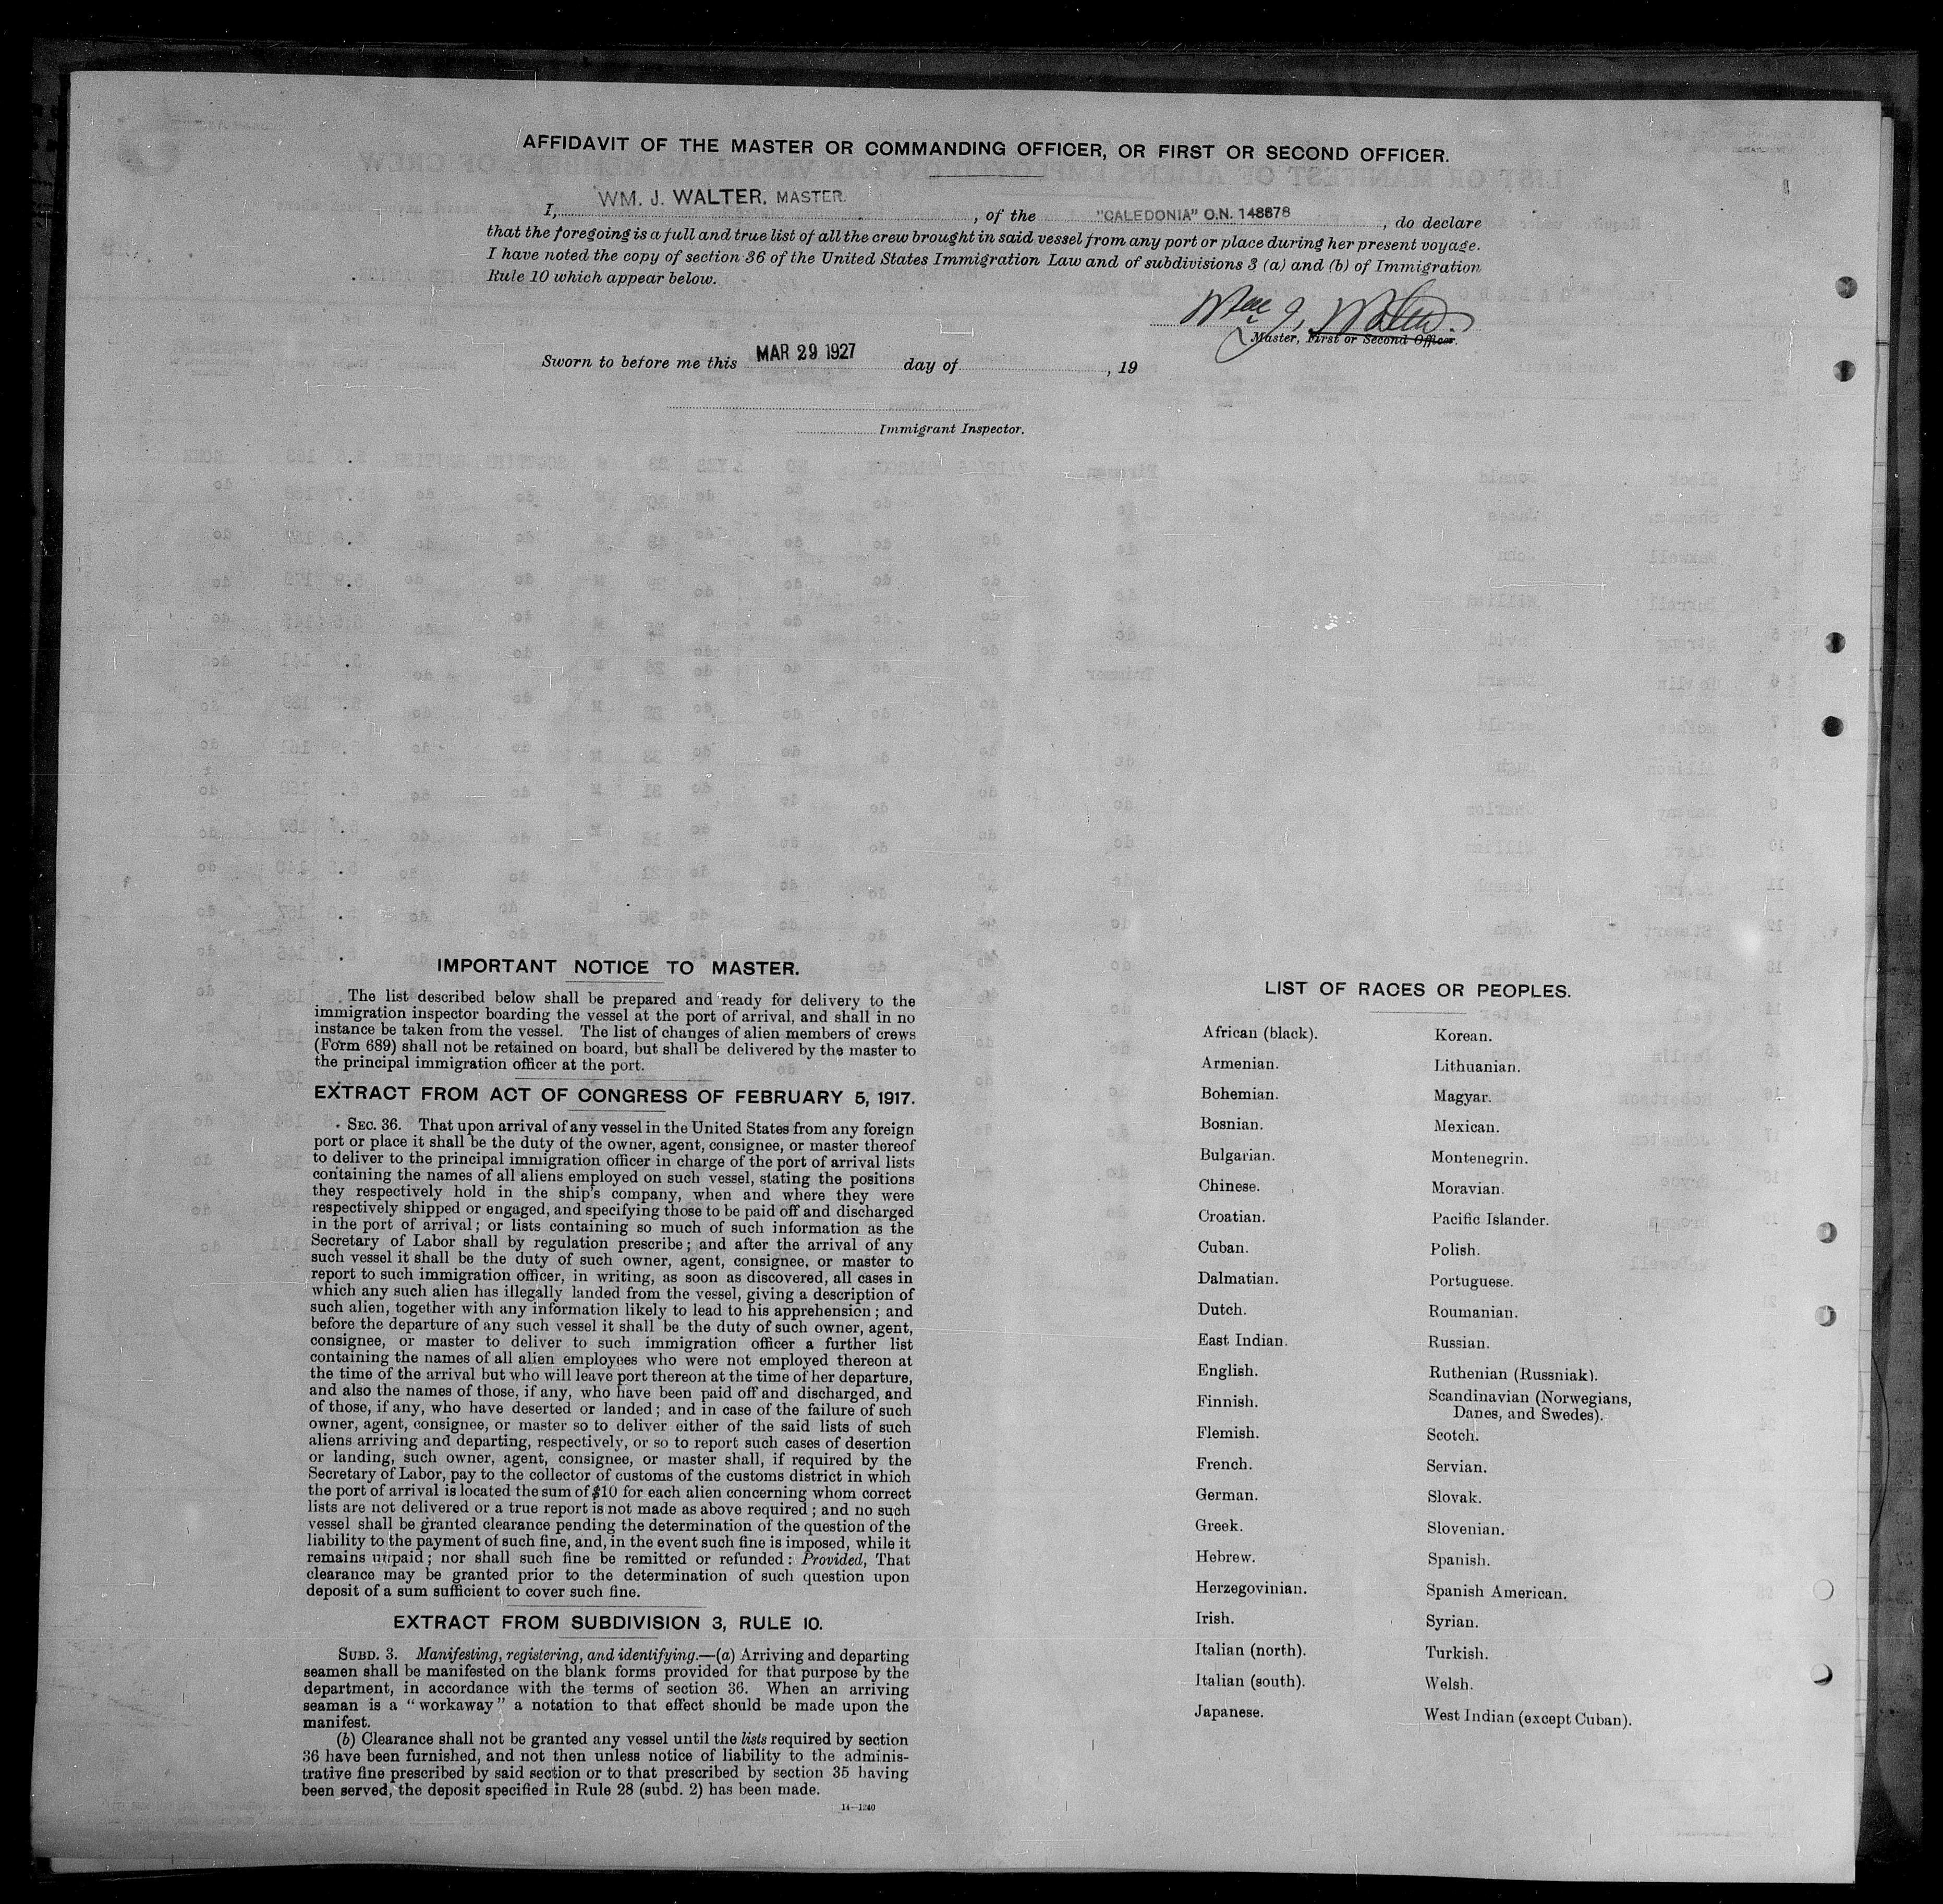 AFFIDAVIT OF THE MASTER OR COMMANDING OFFICER, OR FIRST OR SECOND OFFICER.
I, WM. J. WALTER, MASTER. , of the "CALEDONIA" O.N. 148878 , do declare
that the foregoing is a full and true list of all the crew brought in said vessel from any port or place during her present voyage.
I have noted the copy of section 36 of the United States Immigration Law and of subdivisions 3 (a) and (b) of Immigration
Rule 10 which appear below.
Wm J. Walter.
Master, First or Second Officer.
Sworn to before me this MAR 29 1927 day of , 19
Immigrant Inspector.
IMPORTANT NOTICE TO MASTER.
The list described below shall be prepared and ready for delivery to the
immigration inspector boarding the vessel at the port of arrival, and shall in no
instance be taken from the vessel. The list of changes of alien members of crews
(Form 689) shall not be retained on board, but shall be delivered by the master to
the principal immigration officer at the port.
EXTRACT FROM ACT OF CONGRESS OF FEBRUARY 5, 1917.
SEC. 36. That upon arrival of any vessel in the United States from any foreign
port or place it shall be the duty of the owner, agent, consignee, or master thereof
to deliver to the principal immigration officer in charge of the port of arrival lists
containing the names of all aliens employed on such vessel, stating the positions
they respectively hold in the ship's company, when and where they were
respectively shipped or engaged, and specifying those to be paid off and discharged
in the port of arrival; or lists containing so much of such information as the
Secretary of Labor shall by regulation prescribe; and after the arrival of any
such vessel it shall be the duty of such owner, agent, consignee, or master to
report to such immigration officer, in writing, as soon as discovered, all cases in
which any such alien has illegally landed from the vessel, giving a description of
such alien, together with any information likely to lead to his apprehension; and
before the departure of any such vessel it shall be the duty of such owner, agent,
consignee, or master to deliver to such immigration officer a further list
containing the names of all alien employees who were not employed thereon at
the time of the arrival but who will leave port thereon at the time of her departure,
and also the names of those, if any, who have been paid off and discharged, and
of those, if any, who have deserted or landed; and in case of the failure of such
owner, agent, consignee, or master so to deliver either of the said lists of such
aliens arriving and departing, respectively, or so to report such cases of desertion
or landing, such owner, agent, consignee, or master shall, if required by the
Secretary of Labor, pay to the collector of customs of the customs district in which
the port of arrival is located the sum of $10 for each alien concerning whom correct
lists are not delivered or a true report is not made as above required; and no such
vessel shall be granted clearance pending the determination of the question of the
liability to the payment of such fine, and, in the event such fine is imposed, while it
remains unpaid; nor shall such fine be remitted or refunded: Provided, That
clearance may be granted prior to the determination of such question upon
deposit of a sum sufficient to cover such fine.
EXTRACT FROM SUBDIVISION 3, RULE 10.
SUBD. 3. Manifesting, registering, and identifying.—(a) Arriving and departing
seamen shall be manifested on the blank forms provided for that purpose by the
department, in accordance with the terms of section 36. When an arriving
seaman is a "workaway" a notation to that effect should be made upon the
manifest.
(b) Clearance shall not be granted any vessel until the lists required by section
36 have been furnished, and not then unless notice of liability to the adminis-
trative fine prescribed by said section or to that prescribed by section 35 having
been served, the deposit specified in Rule 28 (subd. 2) has been made.
14—1240
LIST OF RACES OR PEOPLES.
African (black).
Armenian.
Bohemian.
Bosnian.
Bulgarian.
Chinese.
Croatian.
Cuban.
Dalmatian.
Dutch.
East Indian.
English.
Finnish.
Flemish.
French.
German.
Greek.
Hebrew.
Herzegovinian.
Irish.
Italian (north).
Italian (south).
Japanese.
Korean.
Lithuanian.
Magyar.
Mexican.
Montenegrin.
Moravian.
Pacific Islander.
Polish.
Portuguese.
Roumanian.
Russian.
Ruthenian (Russniak).
Scandinavian (Norwegians,
Danes, and Swedes).
Scotch.
Servian.
Slovak.
Slovenian.
Spanish.
Spanish American.
Syrian.
Turkish.
Welsh.
West Indian (except Cuban).